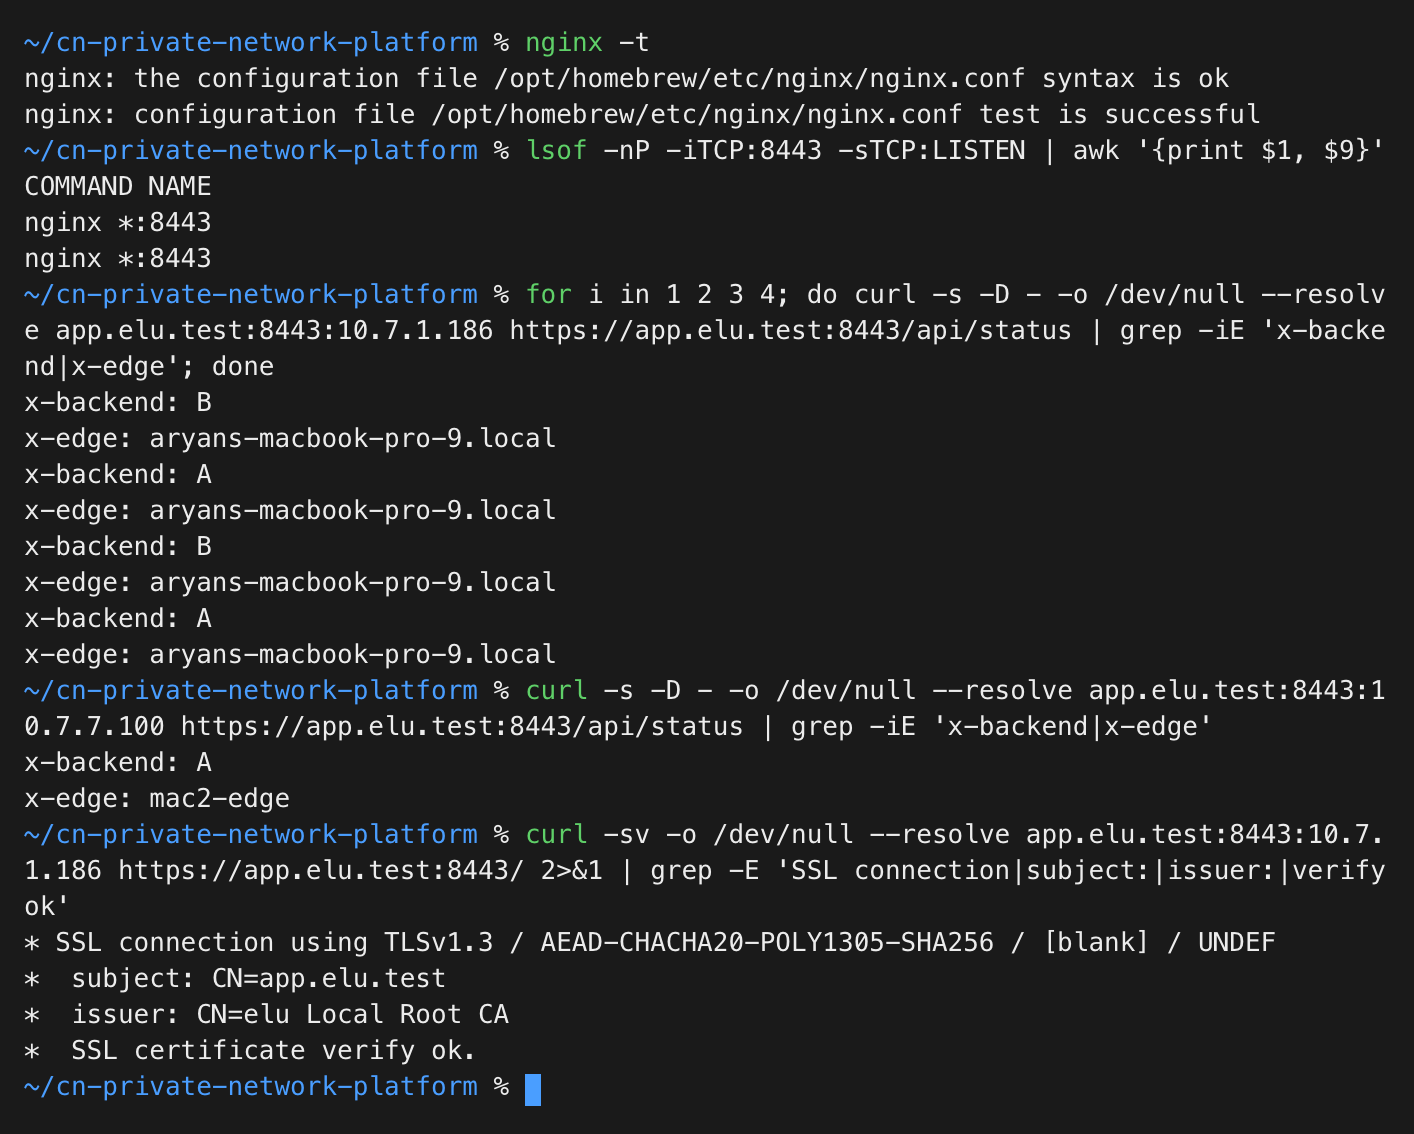 ~/cn-private-network-platform % nginx -t
nginx: the configuration file /opt/homebrew/etc/nginx/nginx.conf syntax is ok
nginx: configuration file /opt/homebrew/etc/nginx/nginx.conf test is successful
~/cn-private-network-platform % lsof -nP -iTCP:8443 -sTCP:LISTEN | awk '{print $1, $9}'
COMMAND NAME
nginx *:8443
nginx *:8443
~/cn-private-network-platform % for i in 1 2 3 4; do curl -s -D - -o /dev/null --resolv
e app.elu.test:8443:10.7.1.186 https://app.elu.test:8443/api/status | grep -iE 'x-backe
nd|x-edge'; done
x-backend: B
x-edge: aryans-macbook-pro-9.local
x-backend: A
x-edge: aryans-macbook-pro-9.local
x-backend: B
x-edge: aryans-macbook-pro-9.local
x-backend: A
x-edge: aryans-macbook-pro-9.local
~/cn-private-network-platform % curl -s -D - -o /dev/null --resolve app.elu.test:8443:1
0.7.7.100 https://app.elu.test:8443/api/status | grep -iE 'x-backend|x-edge'
x-backend: A
x-edge: mac2-edge
~/cn-private-network-platform % curl -sv -o /dev/null --resolve app.elu.test:8443:10.7.
1.186 https://app.elu.test:8443/ 2>&1 | grep -E 'SSL connection|subject:|issuer:|verify
ok'
* SSL connection using TLSv1.3 / AEAD-CHACHA20-POLY1305-SHA256 / [blank] / UNDEF
*  subject: CN=app.elu.test
*  issuer: CN=elu Local Root CA
*  SSL certificate verify ok.
~/cn-private-network-platform %